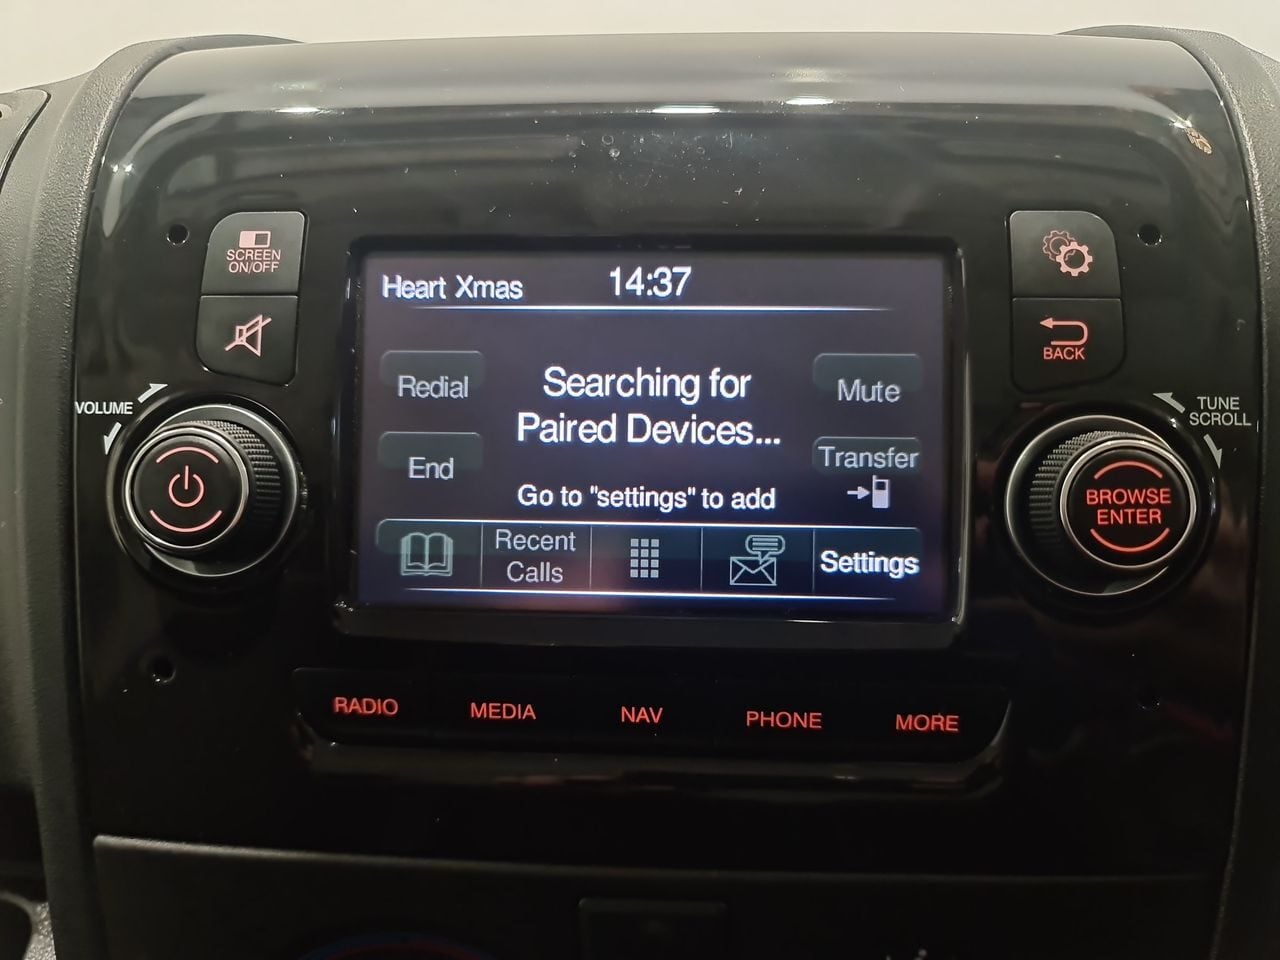 SCREEN
ON/OFF
VOLUME
Heart Xmas
14:37
Redial
Searching for
Paired Devices...
Mute
End
Transfer
Go to "settings" to add
Recent
Calls
Settings
BACK
TUNE
SCROLL
BROWSE
ENTER
RADIO
MEDIA
NAV
PHONE
MORE